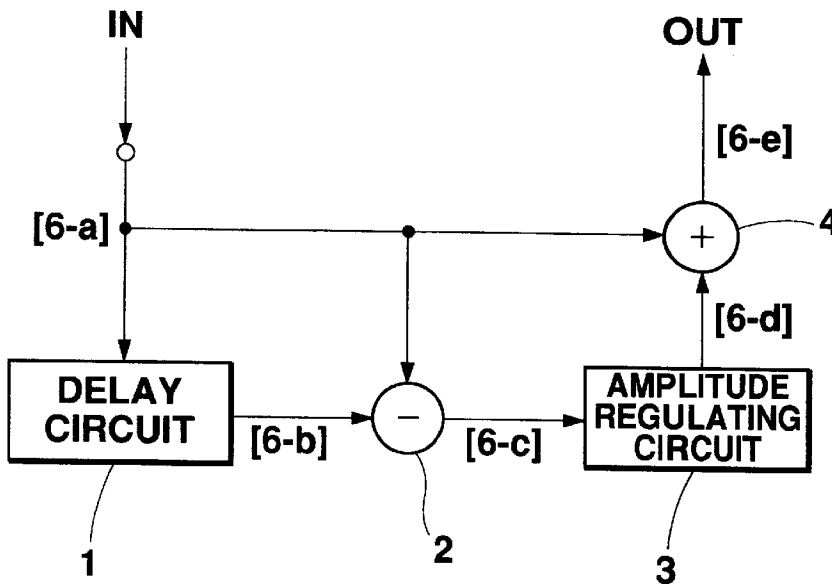 IN
OUT
[6-e]
[6-a]
4
[6-d]
DELAY
CIRCUIT
AMPLITUDE
REGULATING
CIRCUIT
[6-b]
[6-c]
1
2
3